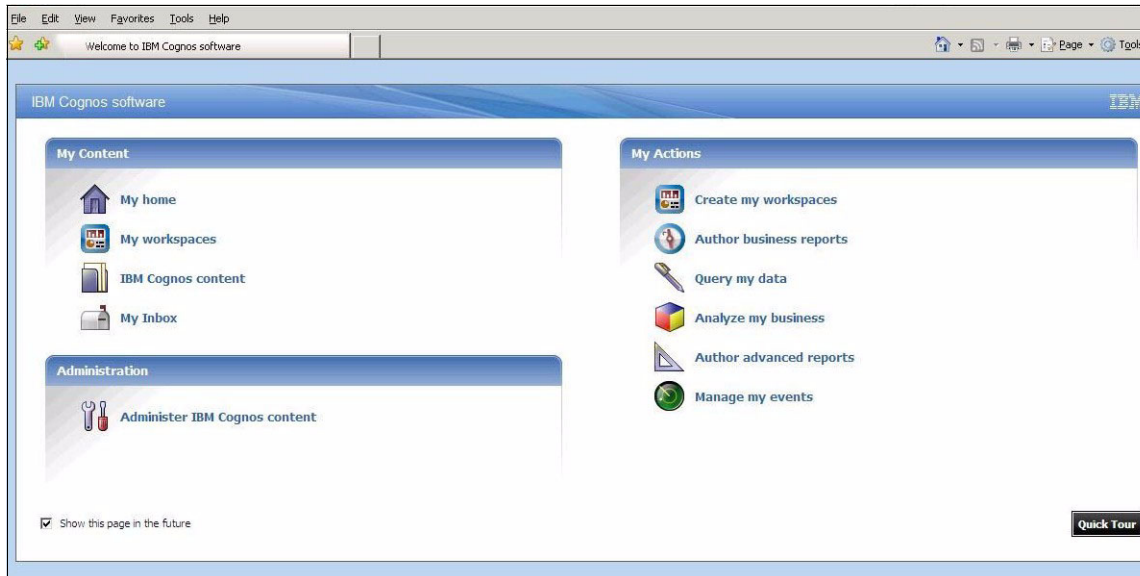 File Edit View Favorites Tools Help
Welcome to IBM Cognos software
Page Tools
IBM Cognos software
IBM
My Content
My home
My workspaces
IBM Cognos content
My Inbox
Administration
Administer IBM Cognos content
Show this page in the future
My Actions
Create my workspaces
Author business reports
Query my data
Analyze my business
Author advanced reports
Manage my events
Quick Tour